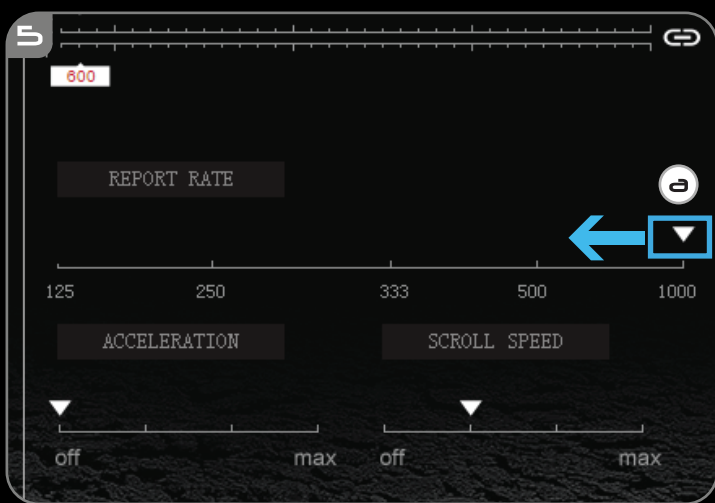 5
600
REPORT RATE
a
125 250 333 500 1000
ACCELERATION SCROLL SPEED
off max off max